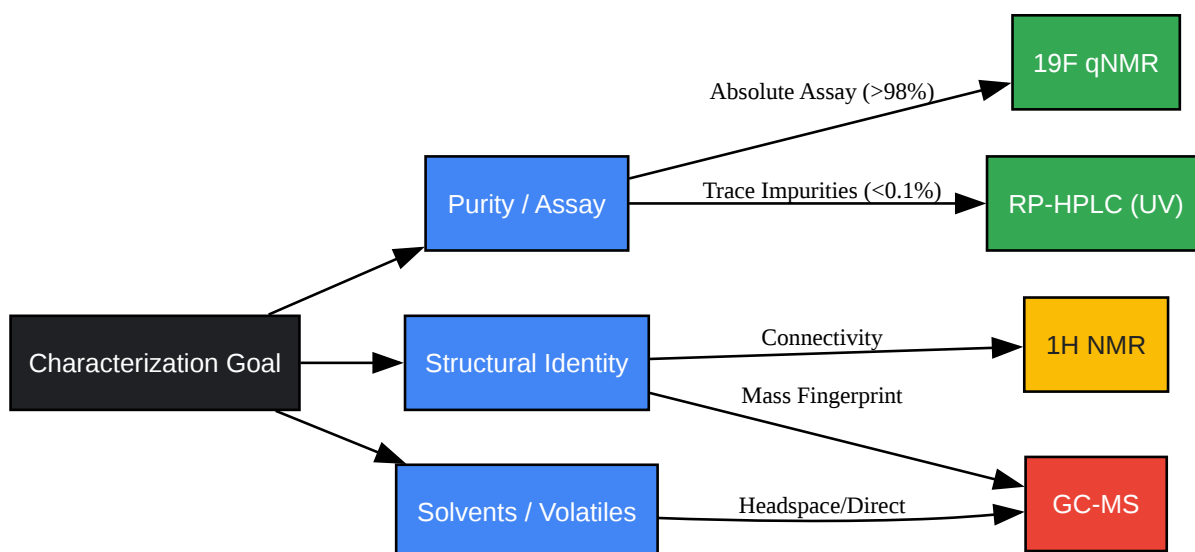 19F qNMR
Absolute Assay (>98%)
Purity / Assay
Trace Impurities (<0.1%)
RP-HPLC (UV)
Characterization Goal
Structural Identity
Connectivity
1H NMR
Mass Fingerprint
Solvents / Volatiles
Headspace/Direct
GC-MS